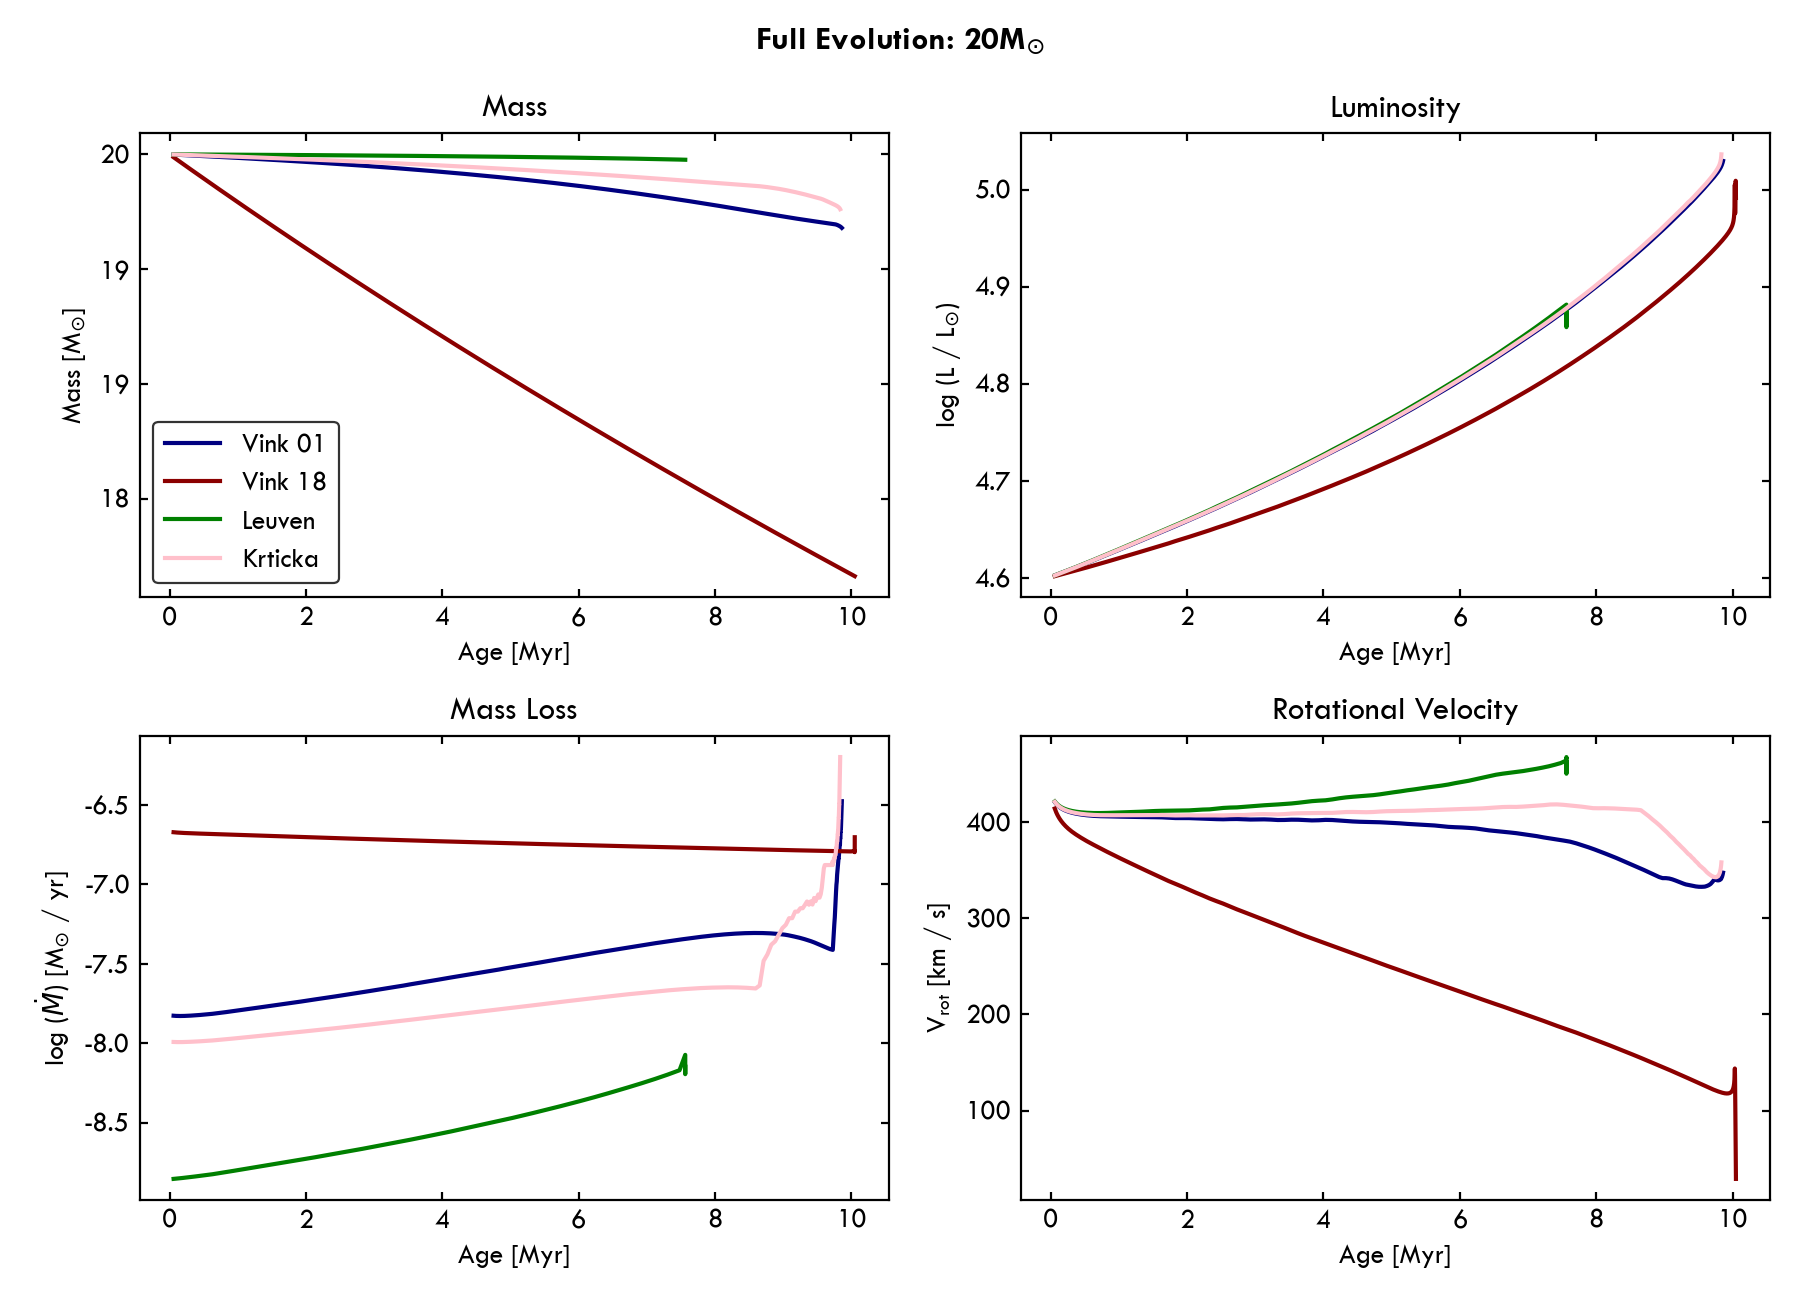 Full Evolution: 20M☉
Mass
20
19
19
18
Mass [M☉]
Vink 01
Vink 18
Leuven
Krticka
0 2 4 6 8 10
Age [Myr]
Luminosity
5.0
4.9
4.8
4.7
4.6
log (L / L☉)
0 2 4 6 8 10
Age [Myr]
Mass Loss
-6.5
-7.0
-7.5
-8.0
-8.5
log (Ṁ) [M☉ / yr]
0 2 4 6 8 10
Age [Myr]
Rotational Velocity
400
300
200
100
Vrot [km / s]
0 2 4 6 8 10
Age [Myr]